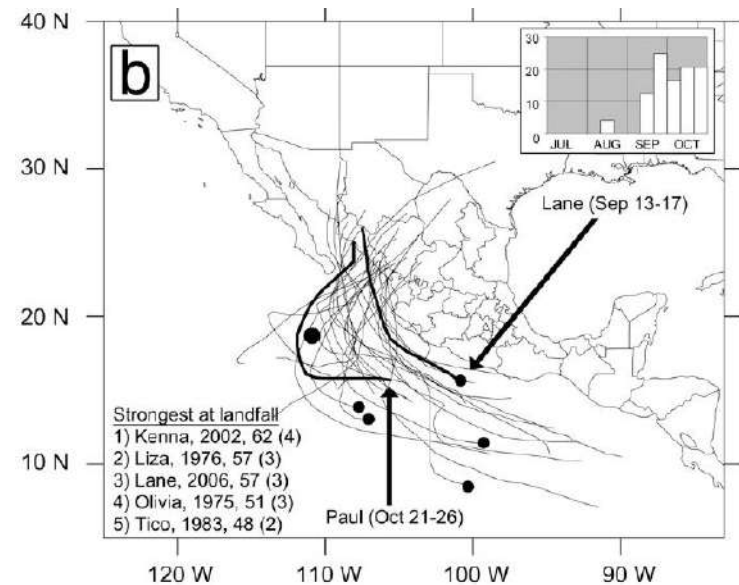 40 N
b
30
20
10
0
JUL AUG SEP OCT
30 N
Lane (Sep 13-17)
20 N
Strongest at landfall
1) Kenna, 2002, 62 (4)
2) Liza, 1976, 57 (3)
3) Lane, 2006, 57 (3)
4) Olivia, 1975, 51 (3)
5) Tico, 1983, 48 (2)
10 N
Paul (Oct 21-26)
120 W 110 W 100 W 90 W